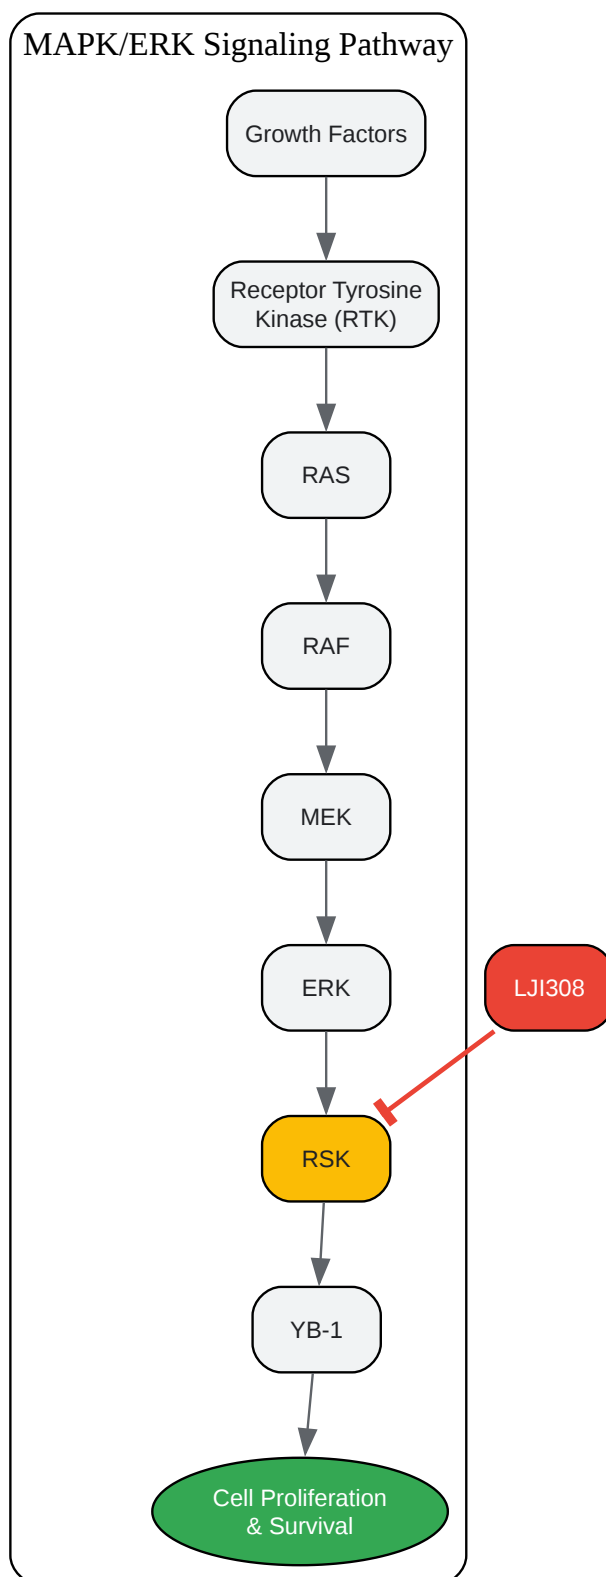 MAPK/ERK Signaling Pathway
Growth Factors
Receptor Tyrosine
Kinase (RTK)
RAS
RAF
MEK
ERK
LJI308
RSK
YB-1
Cell Proliferation
& Survival